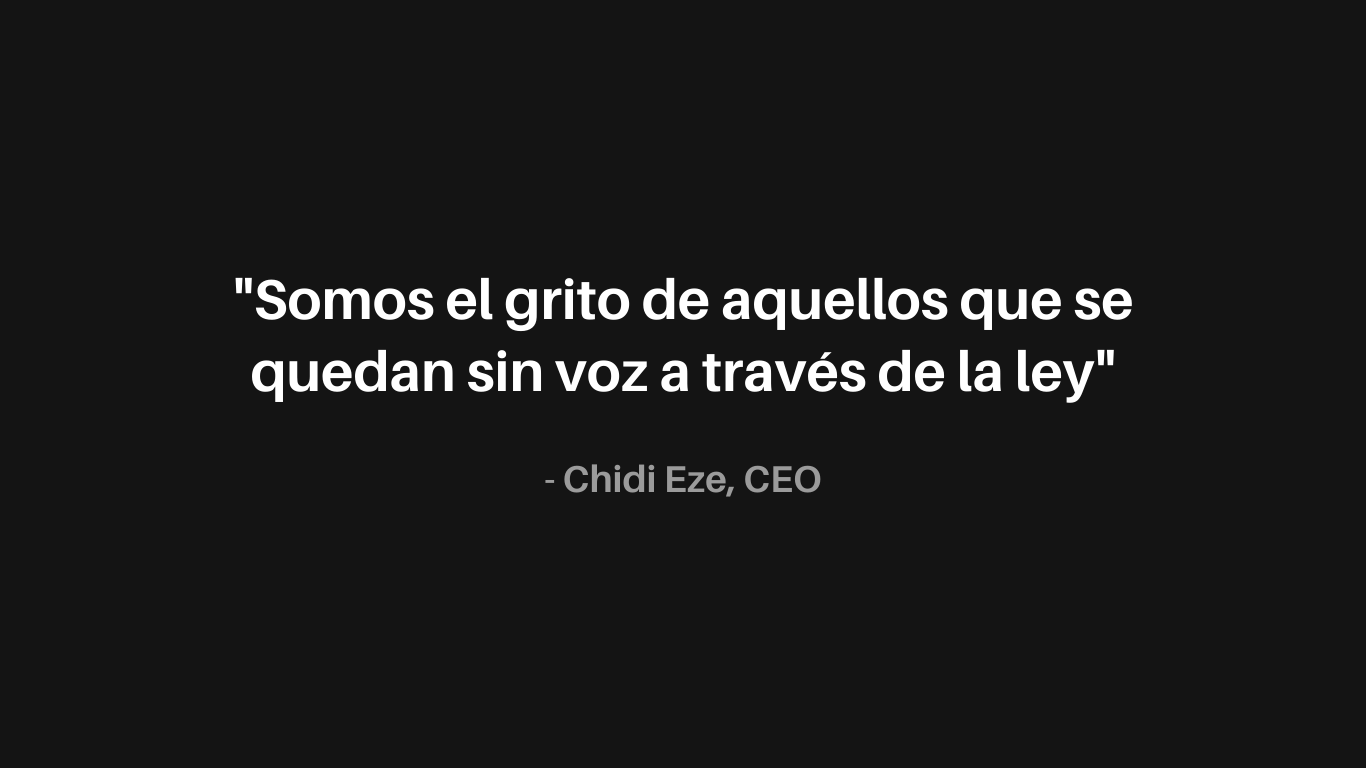 "Somos el grito de aquellos que se
quedan sin voz a través de la ley"
- Chidi Eze, CEO